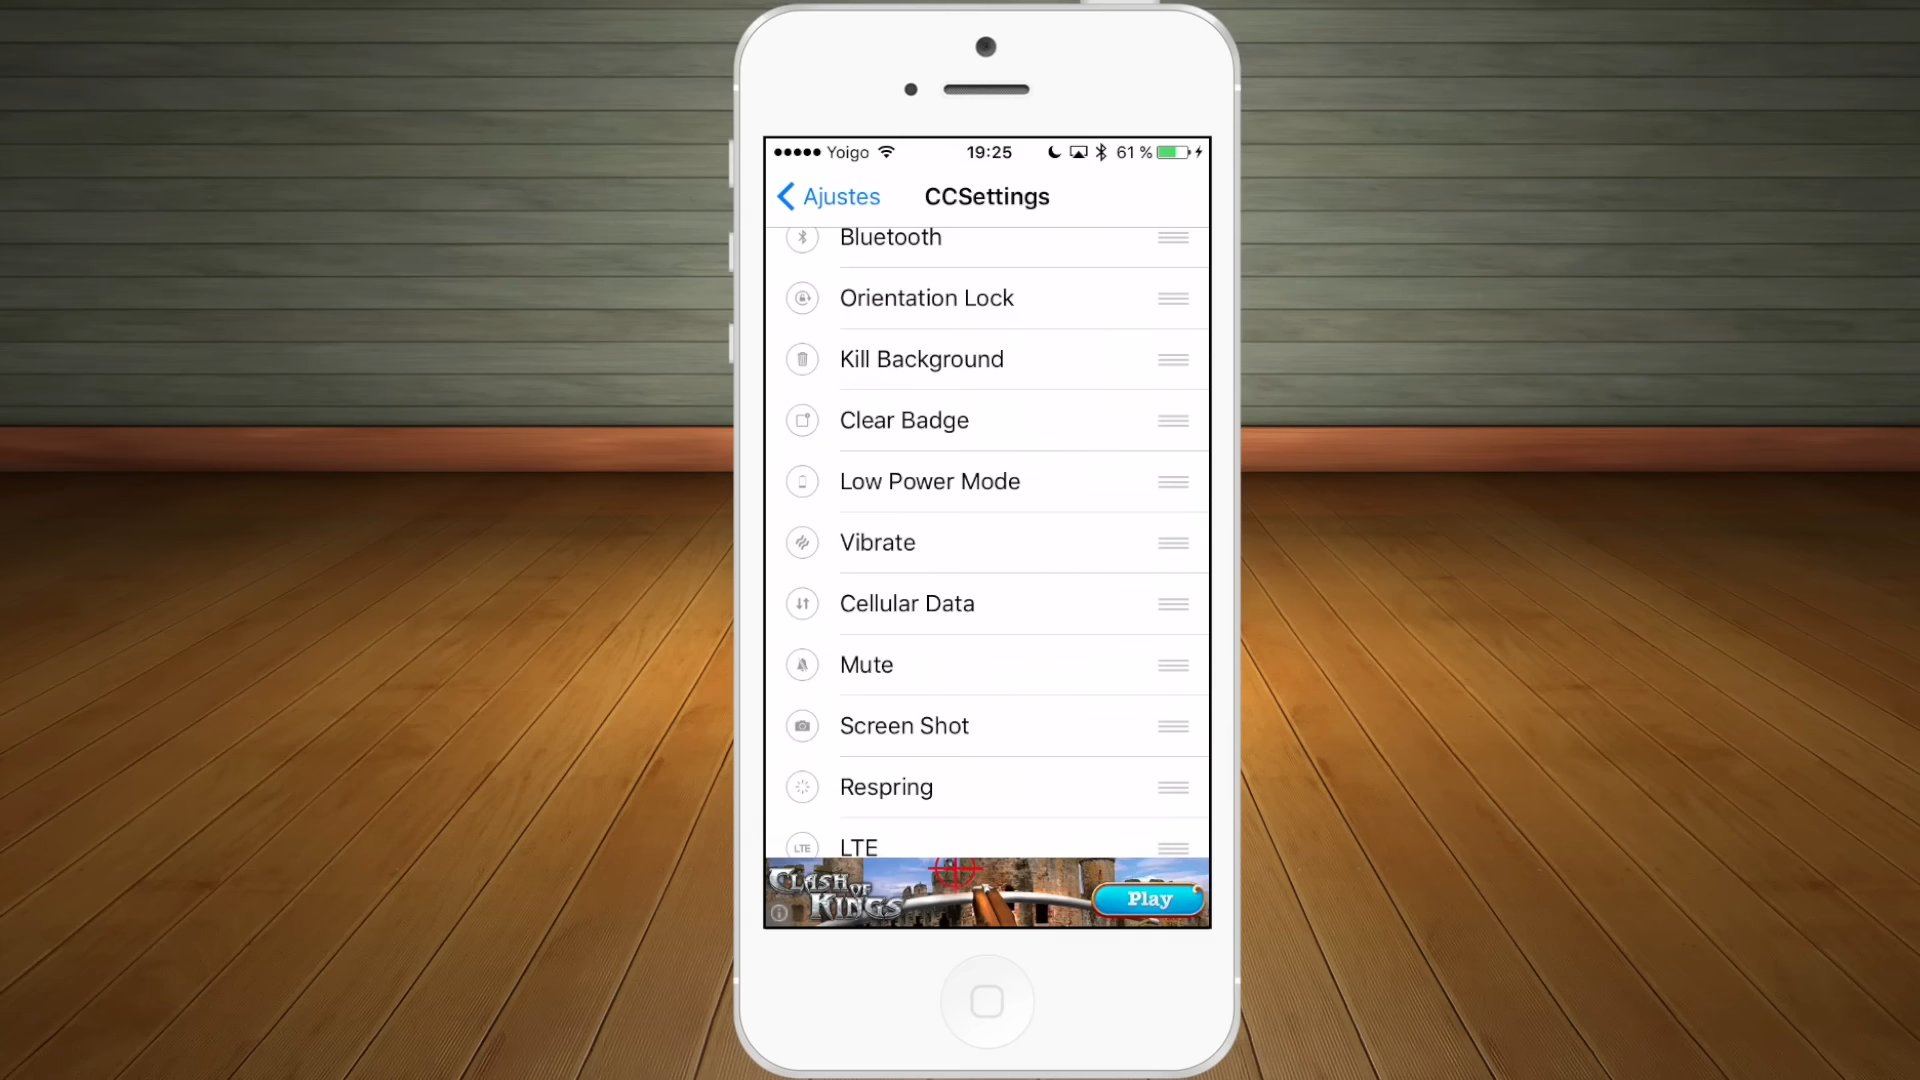 Yoigo 19:25 61 %
Ajustes CCSettings
Bluetooth
Orientation Lock
Kill Background
Clear Badge
Low Power Mode
Vibrate
Cellular Data
Mute
Screen Shot
Respring
LTE LTE
CLASH OF KINGS Play